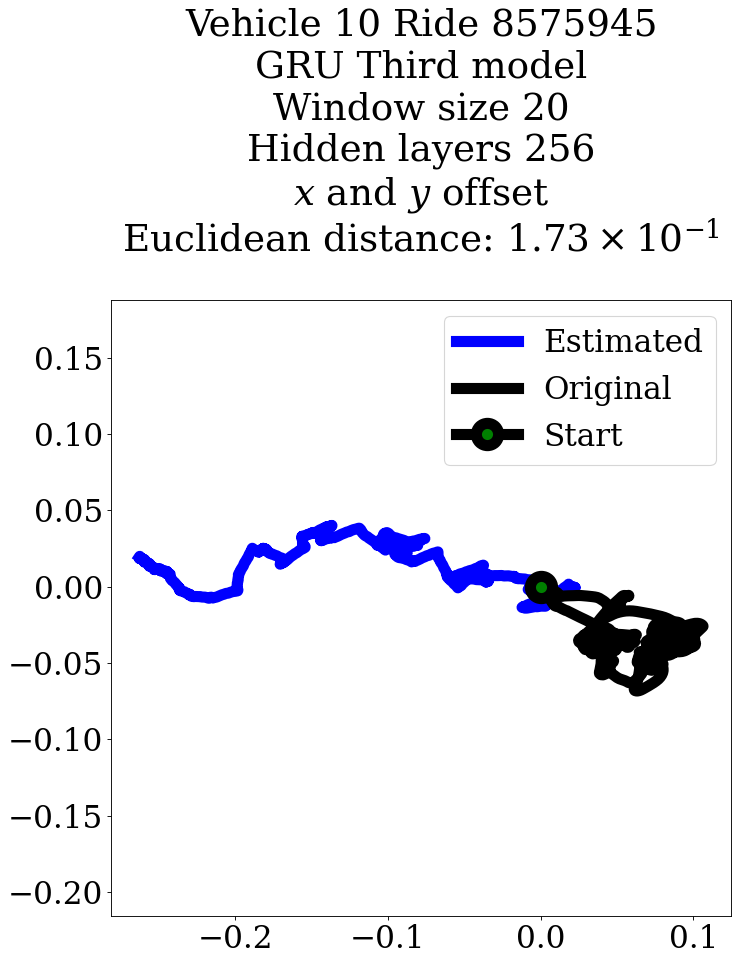 Vehicle 10 Ride 8575945
GRU Third model
Window size 20
Hidden layers 256
x and y offset
Euclidean distance: 1.73 × 10⁻¹
Estimated
Original
Start
0.15
0.10
0.05
0.00
−0.05
−0.10
−0.15
−0.20
−0.2 −0.1 0.0 0.1